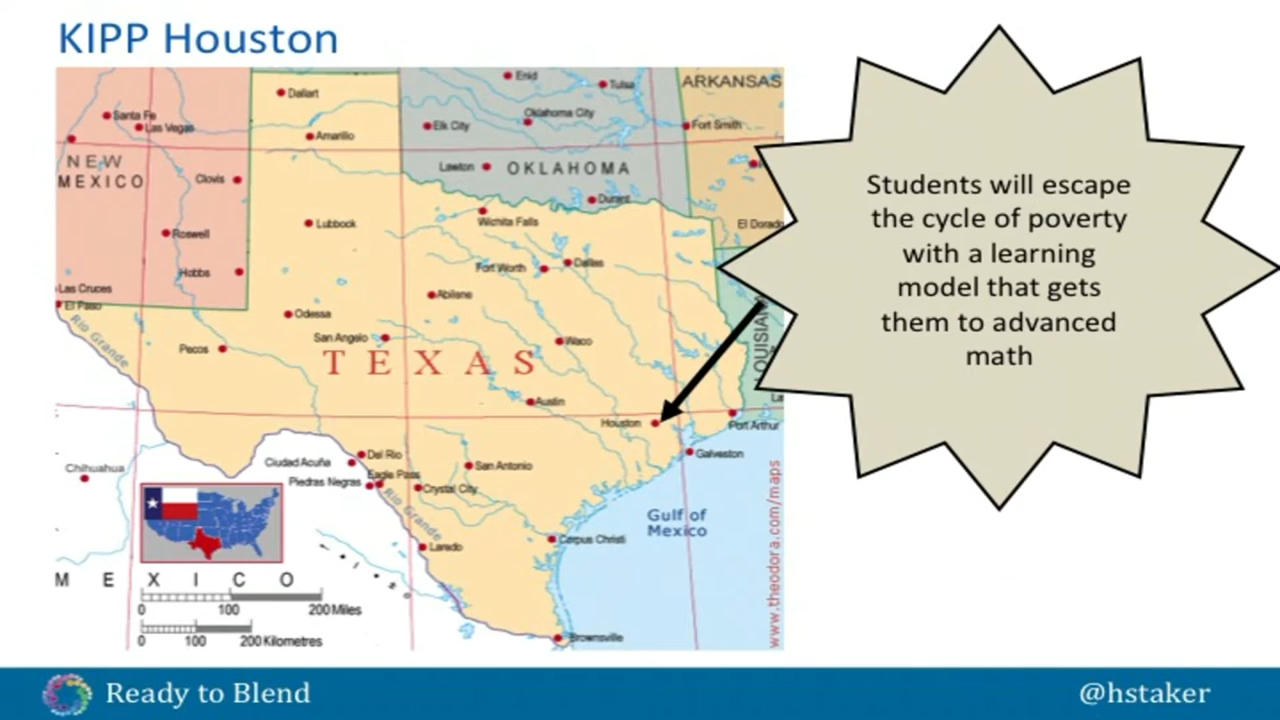 KIPP Houston
Students will escape
the cycle of poverty
with a learning
model that gets
them to advanced
math
Dallart
Enid
Tulsa
ARKANSAS
Santa Fe
Las Vegas
Amarillo
Elk City
Oklahoma City
Fort Smith
NEW
MEXICO
Clovis
Lawton
OKLAHOMA
Durant
Roswell
Lubbock
Wichita Falls
El Dorado
Hobbs
Fort Worth
Dallas
Las Cruces
El Paso
Abilene
Odessa
San Angelo
Waco
Rio Grande
Pecos
TEXAS
Austin
Houston
Port Arthur
Chihuahua
Ciudad Acuña
Del Rio
Eagle Pass
Piedras Negras
San Antonio
Crystal City
Galveston
Rio Grande
Gulf of
Mexico
Laredo
Corpus Christi
MEXICO
0 100 200 Miles
0 100 200 Kilometres
Brownsville
www.theodora.com/maps
Ready to Blend
@hstaker